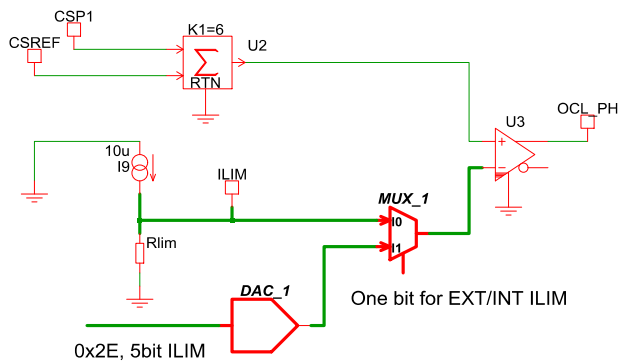 CSP1
K1=6
CSREF
U2
Σ
RTN
OCL_PH
U3
+
−
10u
I9
ILIM
MUX_1
I0
Rlim
I1
DAC_1
One bit for EXT/INT ILIM
0x2E, 5bit ILIM